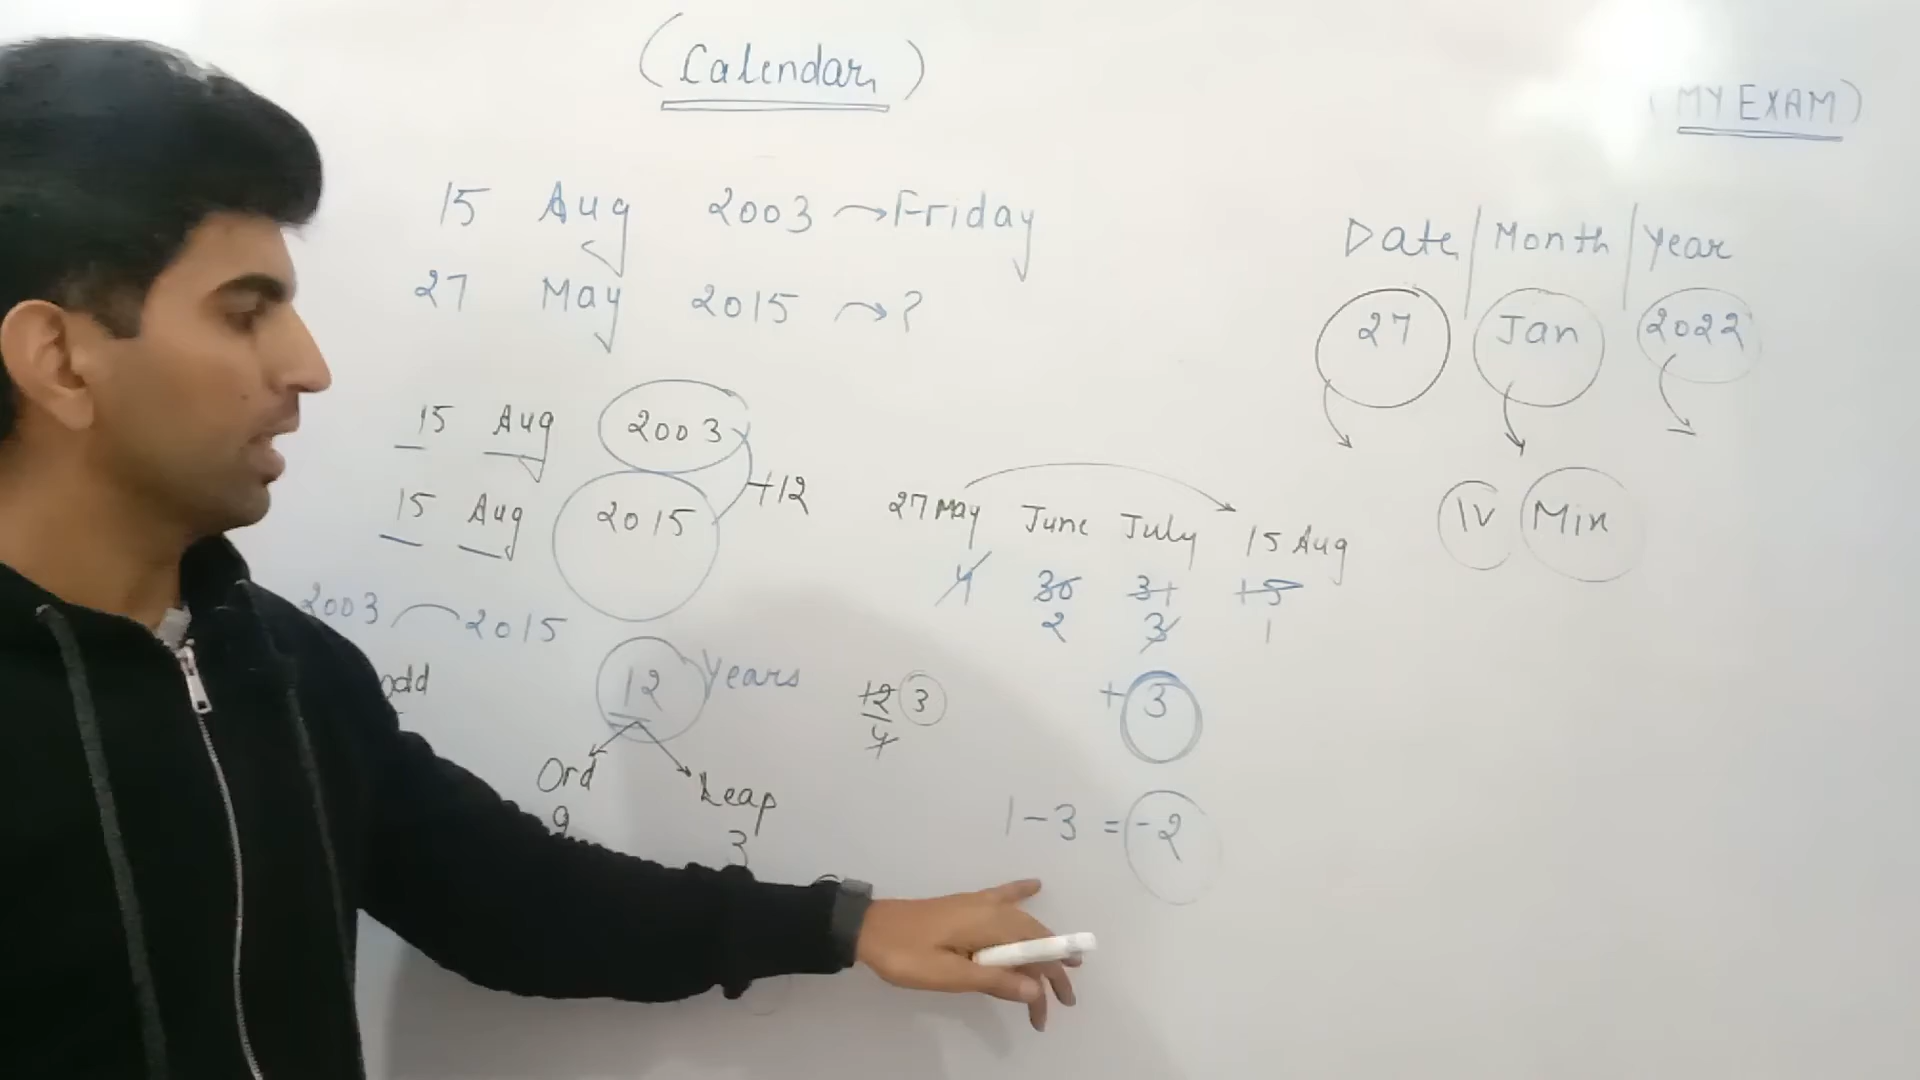 (Calendar)
(MY EXAM)
15 Aug 2003 → Friday
27 May 2015 → ?
Date | Month | Year
27 Jan 2022
15 Aug 2003
15 Aug 2015
+12
27 May June July 15 Aug
4 30 31 15
2 3 1
IV Min
2003 2015
odd
12 Years
+2 3
4
+3
Ord Leap
9 3
1-3 = -2